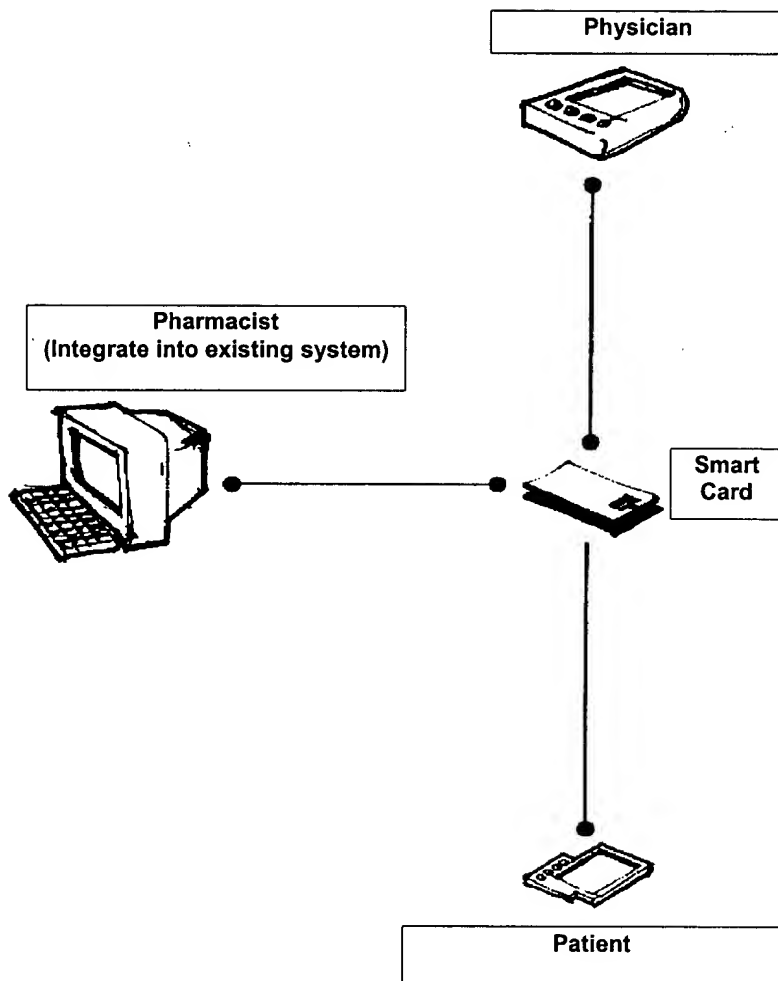 Physician
Pharmacist
(Integrate into existing system)
Smart
Card
Patient